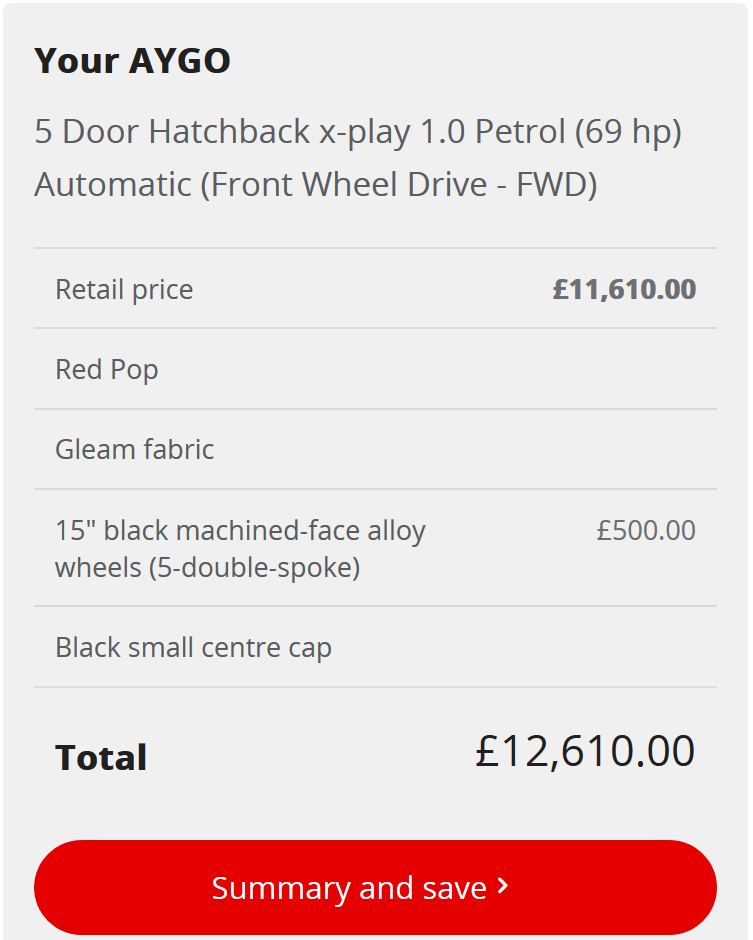 Your AYGO
5 Door Hatchback x-play 1.0 Petrol (69 hp)
Automatic (Front Wheel Drive - FWD)
Retail price £11,610.00
Red Pop
Gleam fabric
15" black machined-face alloy £500.00
wheels (5-double-spoke)
Black small centre cap
Total £12,610.00
Summary and save ›